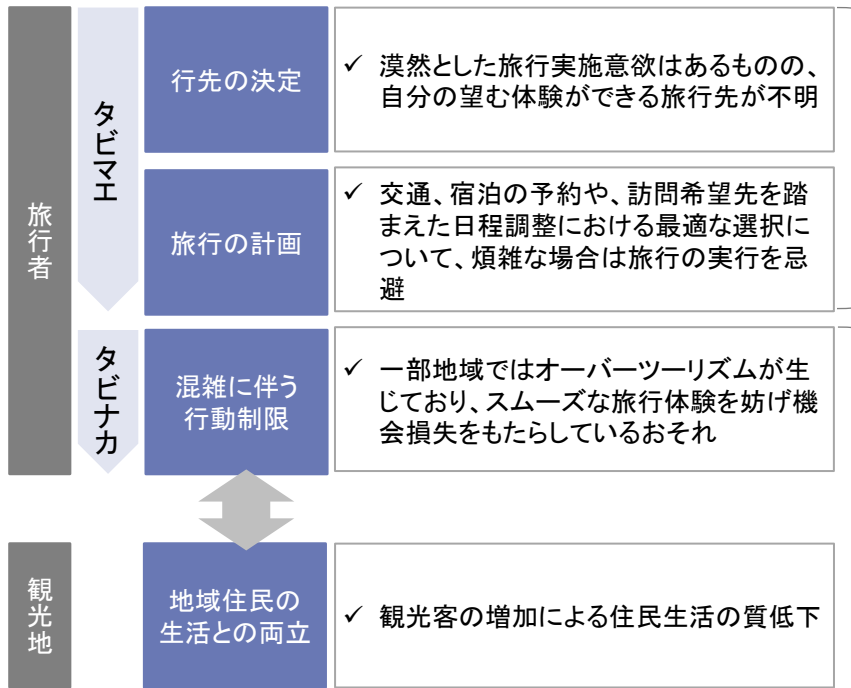 旅行者
タビマエ
行先の決定
✓ 漠然とした旅行実施意欲はあるものの、
自分の望む体験ができる旅行先が不明
旅行の計画
✓ 交通、宿泊の予約や、訪問希望先を踏
まえた日程調整における最適な選択に
ついて、煩雑な場合は旅行の実行を忌
避
タビナカ
混雑に伴う
行動制限
✓ 一部地域ではオーバーツーリズムが生
じており、スムーズな旅行体験を妨げ機
会損失をもたらしているおそれ
観光地
地域住民の
生活との両立
✓ 観光客の増加による住民生活の質低下